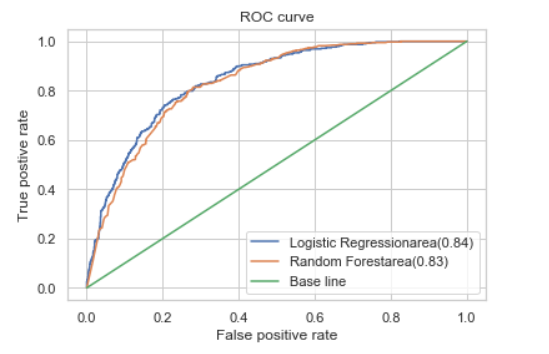 ROC curve
1.0
0.8
0.6
0.4
0.2
0.0
True postive rate
Logistic Regressionarea(0.84)
Random Forestarea(0.83)
Base line
0.0 0.2 0.4 0.6 0.8 1.0
False positive rate